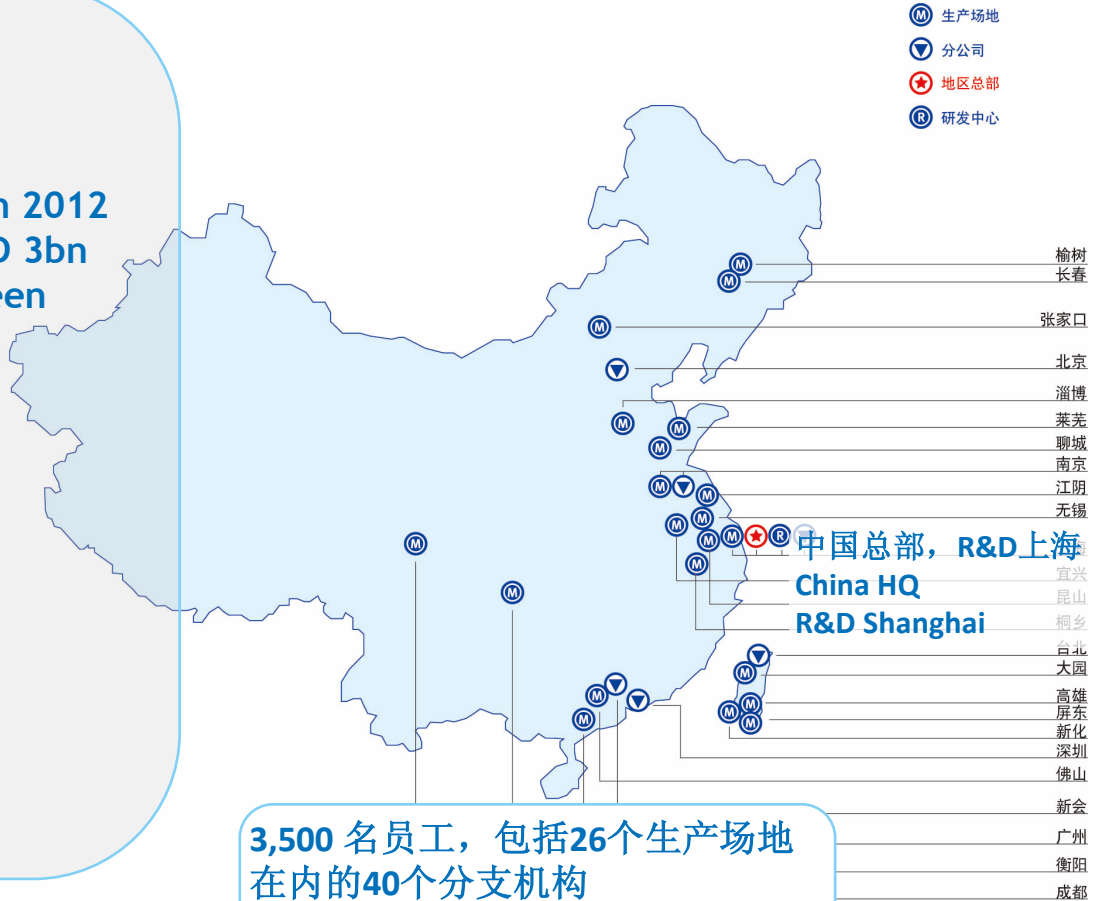 生产场地
分公司
地区总部
研发中心
2012
3bn
榆树
长春
张家口
北京
淄博
莱芜
聊城
南京
江阴
无锡
中国总部，R&D上海
China HQ
R&D Shanghai
宜兴
昆山
桐乡
台北
大园
高雄
屏东
新化
深圳
佛山
新会
广州
衡阳
成都
3,500 名员工，包括26个生产场地
在内的40个分支机构